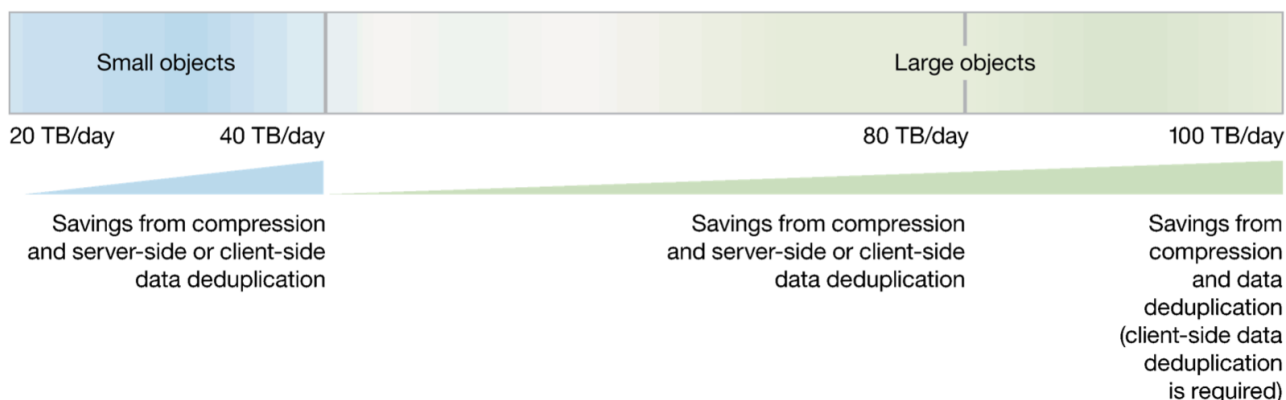 Small objects
Large objects
20 TB/day
40 TB/day
80 TB/day
100 TB/day
Savings from compression
and server-side or client-side
data deduplication
Savings from compression
and server-side or client-side
data deduplication
Savings from
compression
and data
deduplication
(client-side data
deduplication
is required)